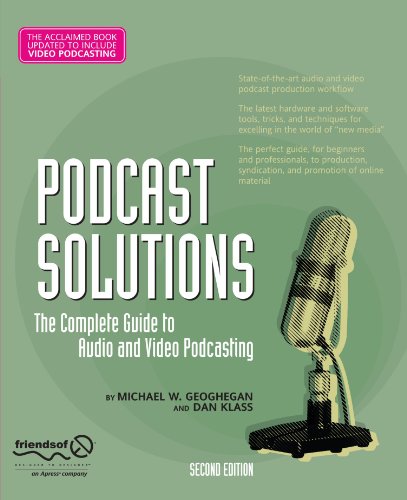 THE ACCLAIMED BOOK
UPDATED TO INCLUDE
VIDEO PODCASTING
State-of-the-art audio and video
podcast production workflow
The latest hardware and software
tools, tricks, and techniques for
excelling in the world of "new media"
The perfect guide, for beginners
and professionals, to production,
syndication, and promotion of online
material
PODCAST
SOLUTIONS
The Complete Guide to
Audio and Video Podcasting
BY MICHAEL W. GEOGHEGAN
AND DAN KLASS
friendsof
DESIGNER TO DESIGNER™
an Apress® company
SECOND EDITION